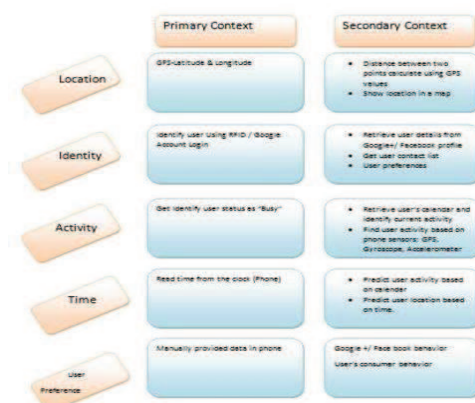 Primary Context
Secondary Context
Location
GPS-Latitude & Longitude
• Distance between two
points calculate using GPS
values
• Show location in a map
Identity
Identify user Using RFID / Google
Account Login
• Retrieve user details from
Google+/ Facebook profile
• Get user contact list
• User preferences
Activity
Get identify user status as "Busy"
• Retrieve user's calendar and
identify current activity
• Find user activity based on
phone sensors: GPS,
Gyroscope, Accelerometer
Time
Read time from the clock (Phone)
• Predict user activity based
on calendar
• Predict user location based
on time.
User
Preference
Manually provided data in phone
Google +/ Face book behavior
User's consumer behavior